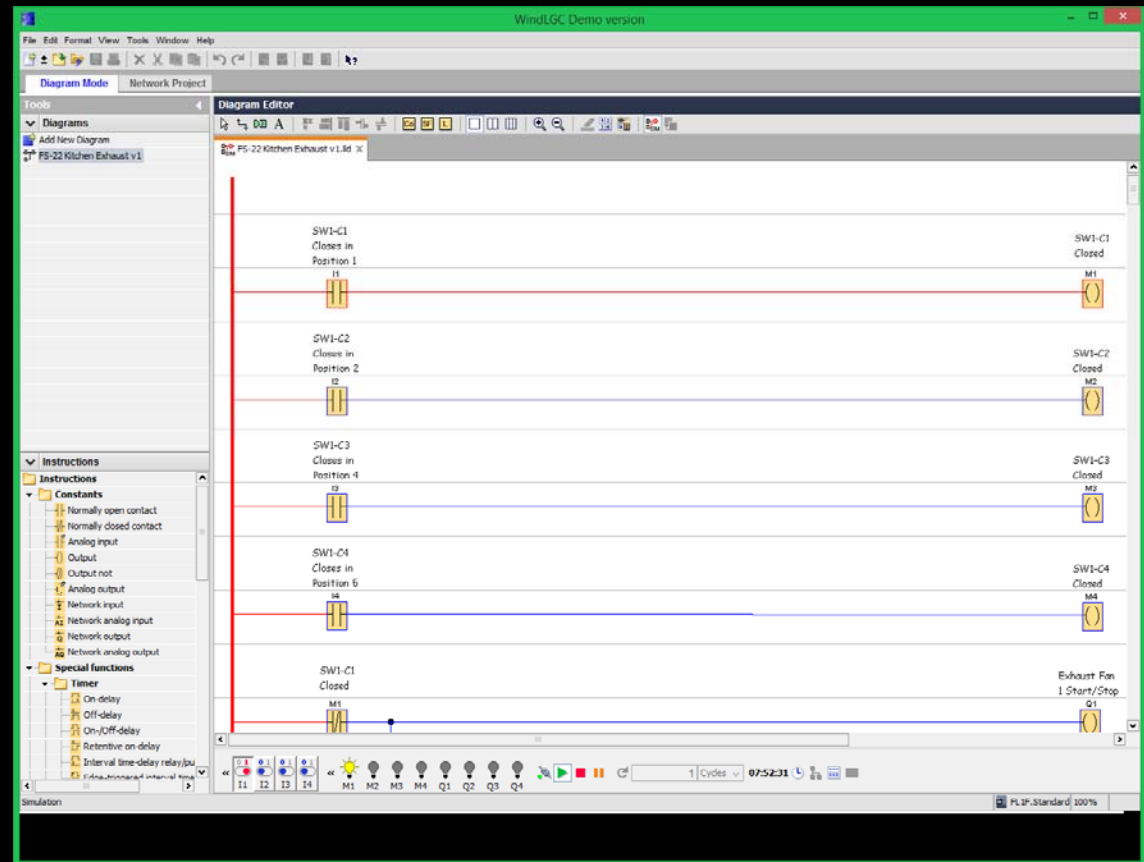 WindLGC Demo version
File Edit Format View Tools Window Help
Diagram Mode Network Project
Tools
Diagrams
Add New Diagram
FS-22 Kitchen Exhaust v1
Diagram Editor
Co SF L
FS-22 Kitchen Exhaust v1.lld
SW1-C1
Closes in
Position 1
I1
SW1-C1
Closed
M1
SW1-C2
Closes in
Position 2
I2
SW1-C2
Closed
M2
SW1-C3
Closes in
Position 4
I3
SW1-C3
Closed
M3
SW1-C4
Closes in
Position 5
I4
SW1-C4
Closed
M4
SW1-C1
Closed
M1
Exhaust Fan
1 Start/Stop
Q1
Instructions
Instructions
Constants
Normally open contact
Normally closed contact
Analog input
Output
Output not
Analog output
Network input
Network analog input
Network output
Network analog output
Special functions
Timer
On-delay
Off-delay
On-/Off-delay
Retentive on-delay
Interval time-delay relay/pu
Edge-triggered interval time
I1 I2 I3 I4
M1 M2 M3 M4 Q1 Q2 Q3 Q4
1 Cycles 07:52:31
Simulation
FL1F.Standard 100%